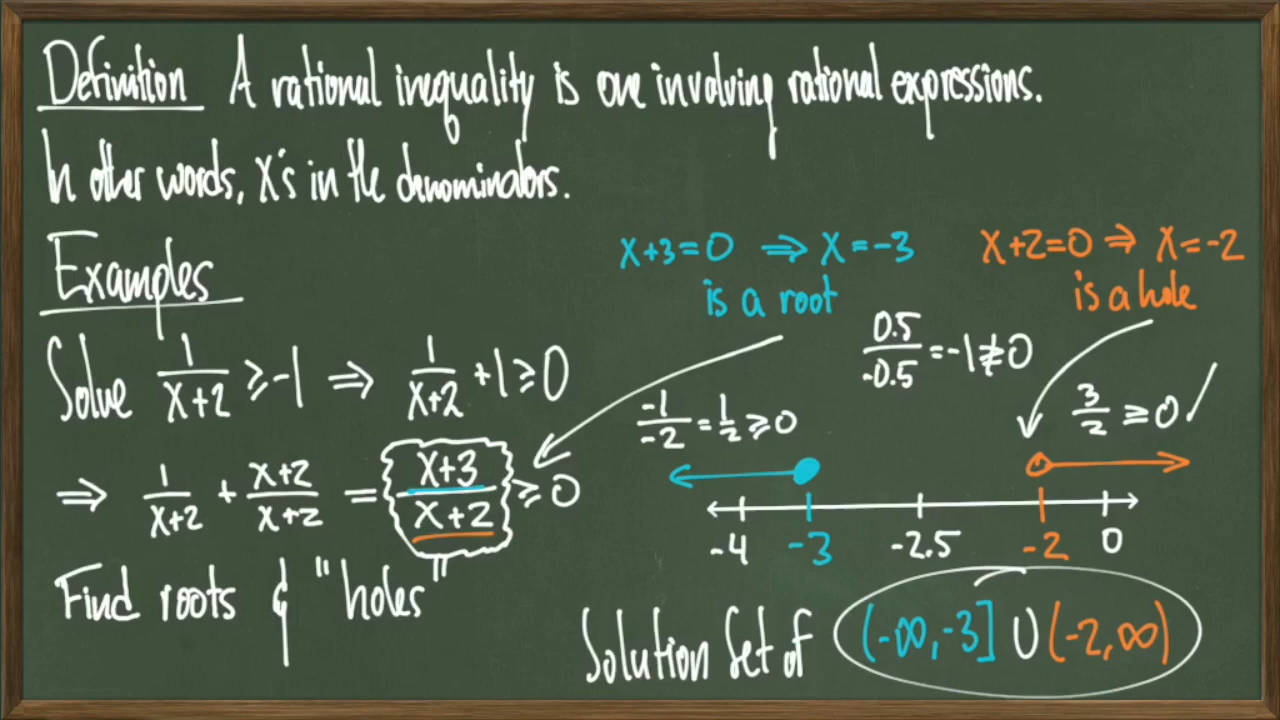 Definition A rational inequality is one involving rational expressions.
In other words, x's in the denominators.
Examples
x+3=0 ⇒ x=-3
is a root
x+2=0 ⇒ x=-2
is a hole
Solve 1/(x+2) ≥ -1 ⇒ 1/(x+2) + 1 ≥ 0
⇒ 1/(x+2) + (x+2)/(x+2) = (x+3)/(x+2) ≥ 0
Find roots & "holes"
-1/-2 = 1/2 ≥ 0
0.5/-0.5 = -1 ≱ 0
3/2 ≥ 0 ✓
-4 -3 -2.5 -2 0
Solution set of (-∞,-3] ∪ (-2,∞)